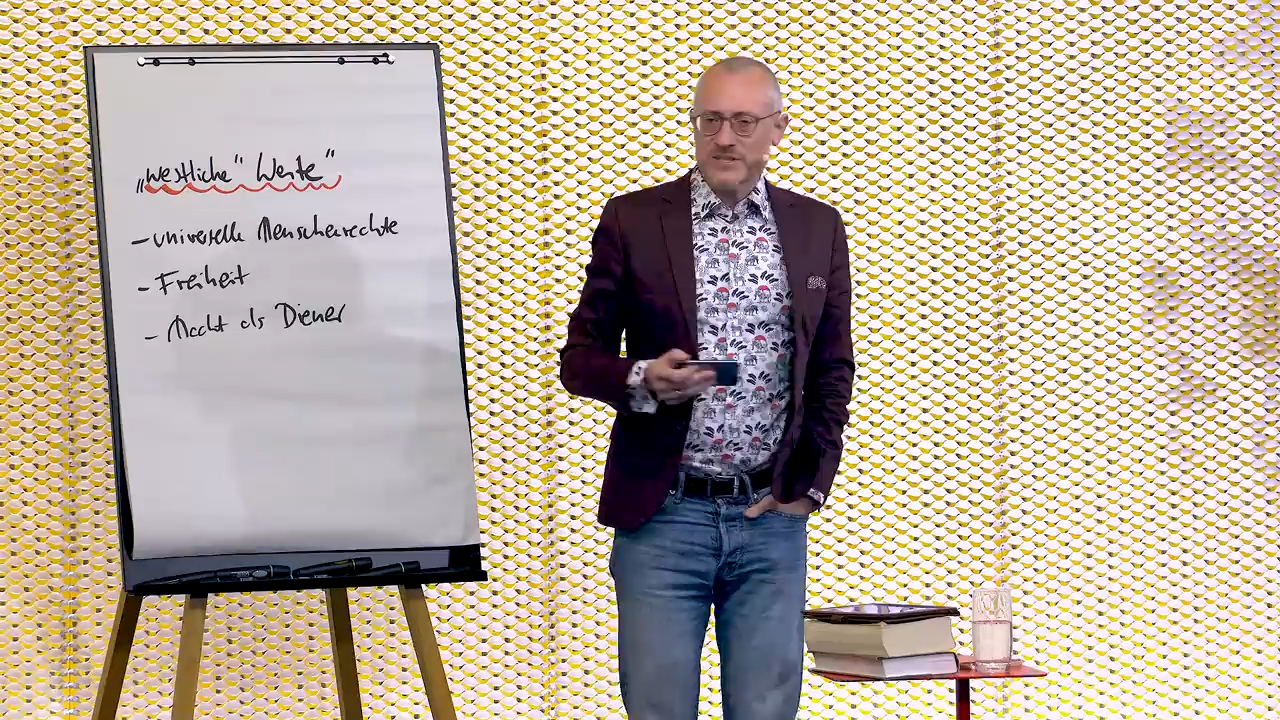 „westliche" Werte"
- universelle Menschenrechte
- Freiheit
- Macht als Diener